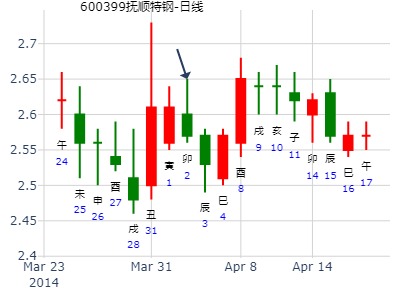 600399抚顺特钢-日线
2.7
2.65
2.6
2.55
2.5
2.45
2.4
午
24
未
25
申
26
酉
27
戌
28
丑
31
寅
1
卯
2
辰
3
巳
4
酉
8
戌
9
亥
10
子
11
卯
14
辰
15
巳
16
午
17
Mar 23
2014
Mar 31
Apr 8
Apr 14